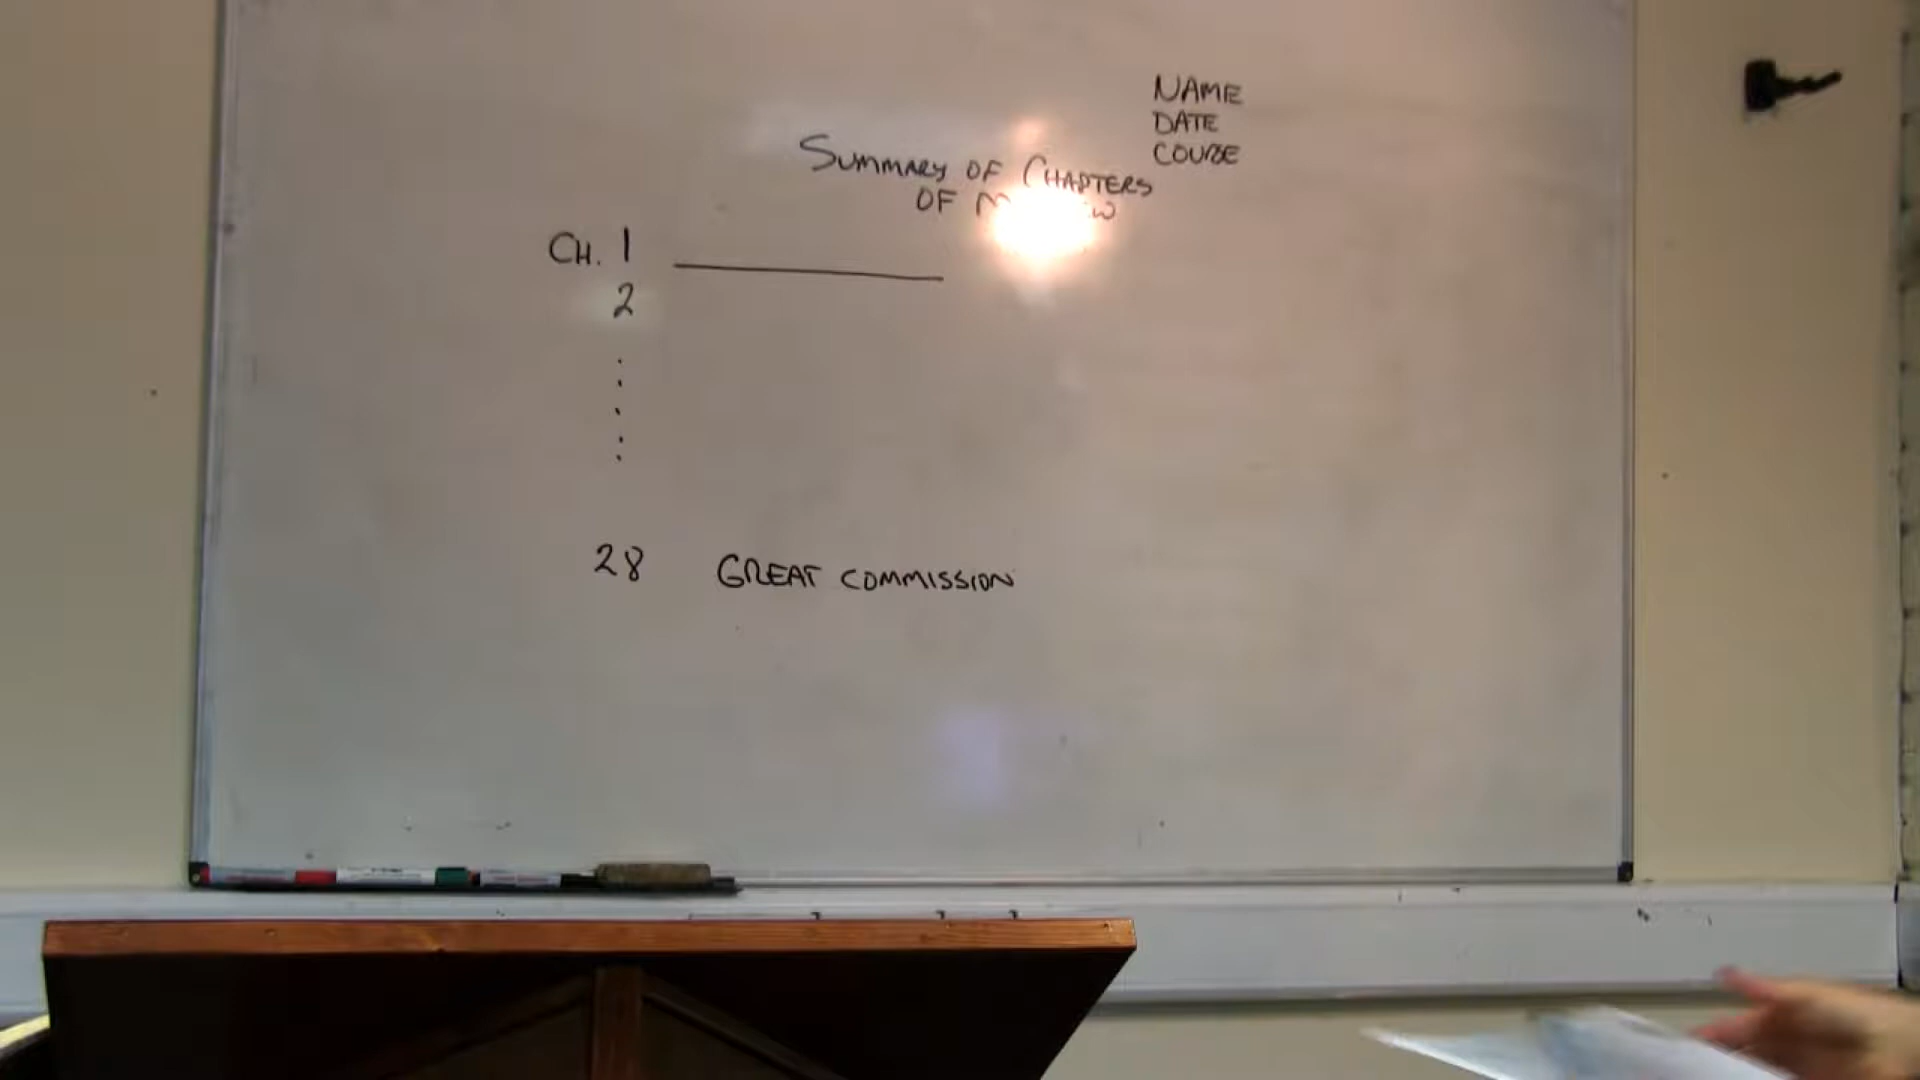 NAME
DATE
COURSE
SUMMARY OF CHAPTERS
OF
CH. 1
2
28 GREAT COMMISSION